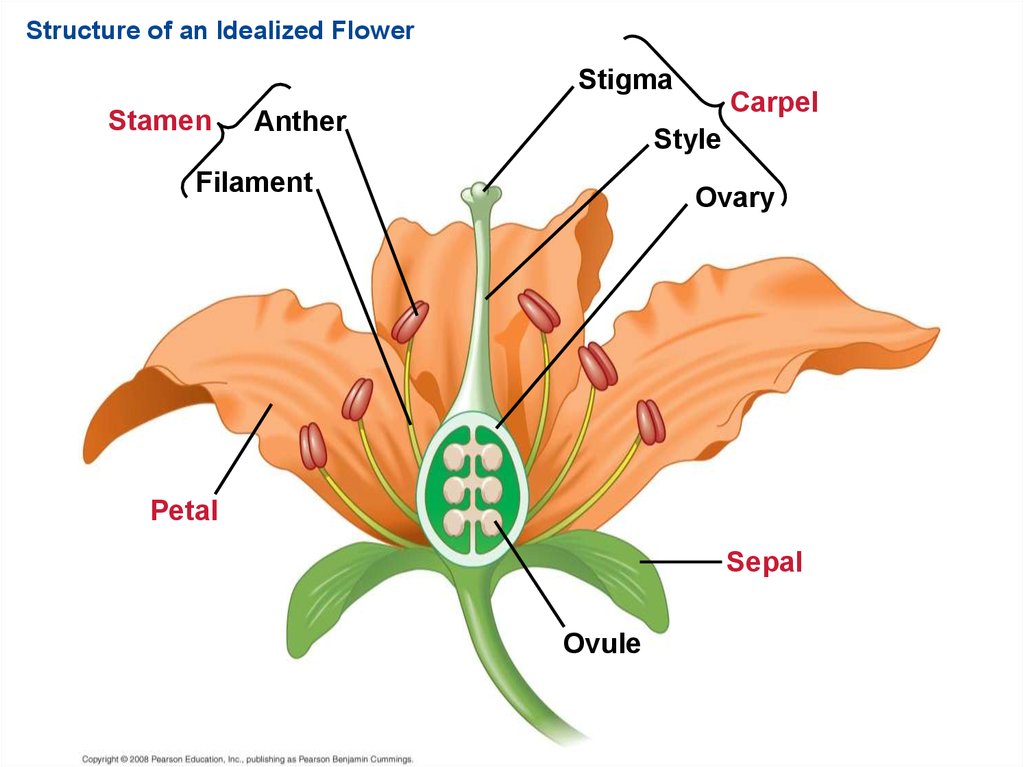 Structure of an Idealized Flower
Stigma
Carpel
Stamen
Anther
Style
Filament
Ovary
Petal
Sepal
Ovule
Copyright © 2008 Pearson Education, Inc., publishing as Pearson Benjamin Cummings.